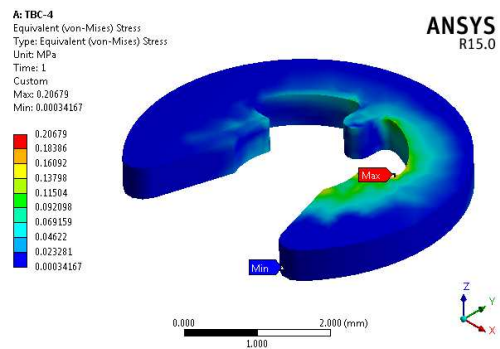 A: TBC-4
Equivalent (von-Mises) Stress
Type: Equivalent (von-Mises) Stress
Unit: MPa
Time: 1
Custom
Max: 0.20679
Min: 0.00034167
ANSYS
R15.0
0.20679
0.18386
0.16092
0.13798
0.11504
0.092098
0.069159
0.04622
0.023281
0.00034167
Max
Min
0.000
2.000 (mm)
1.000
Z
Y
X